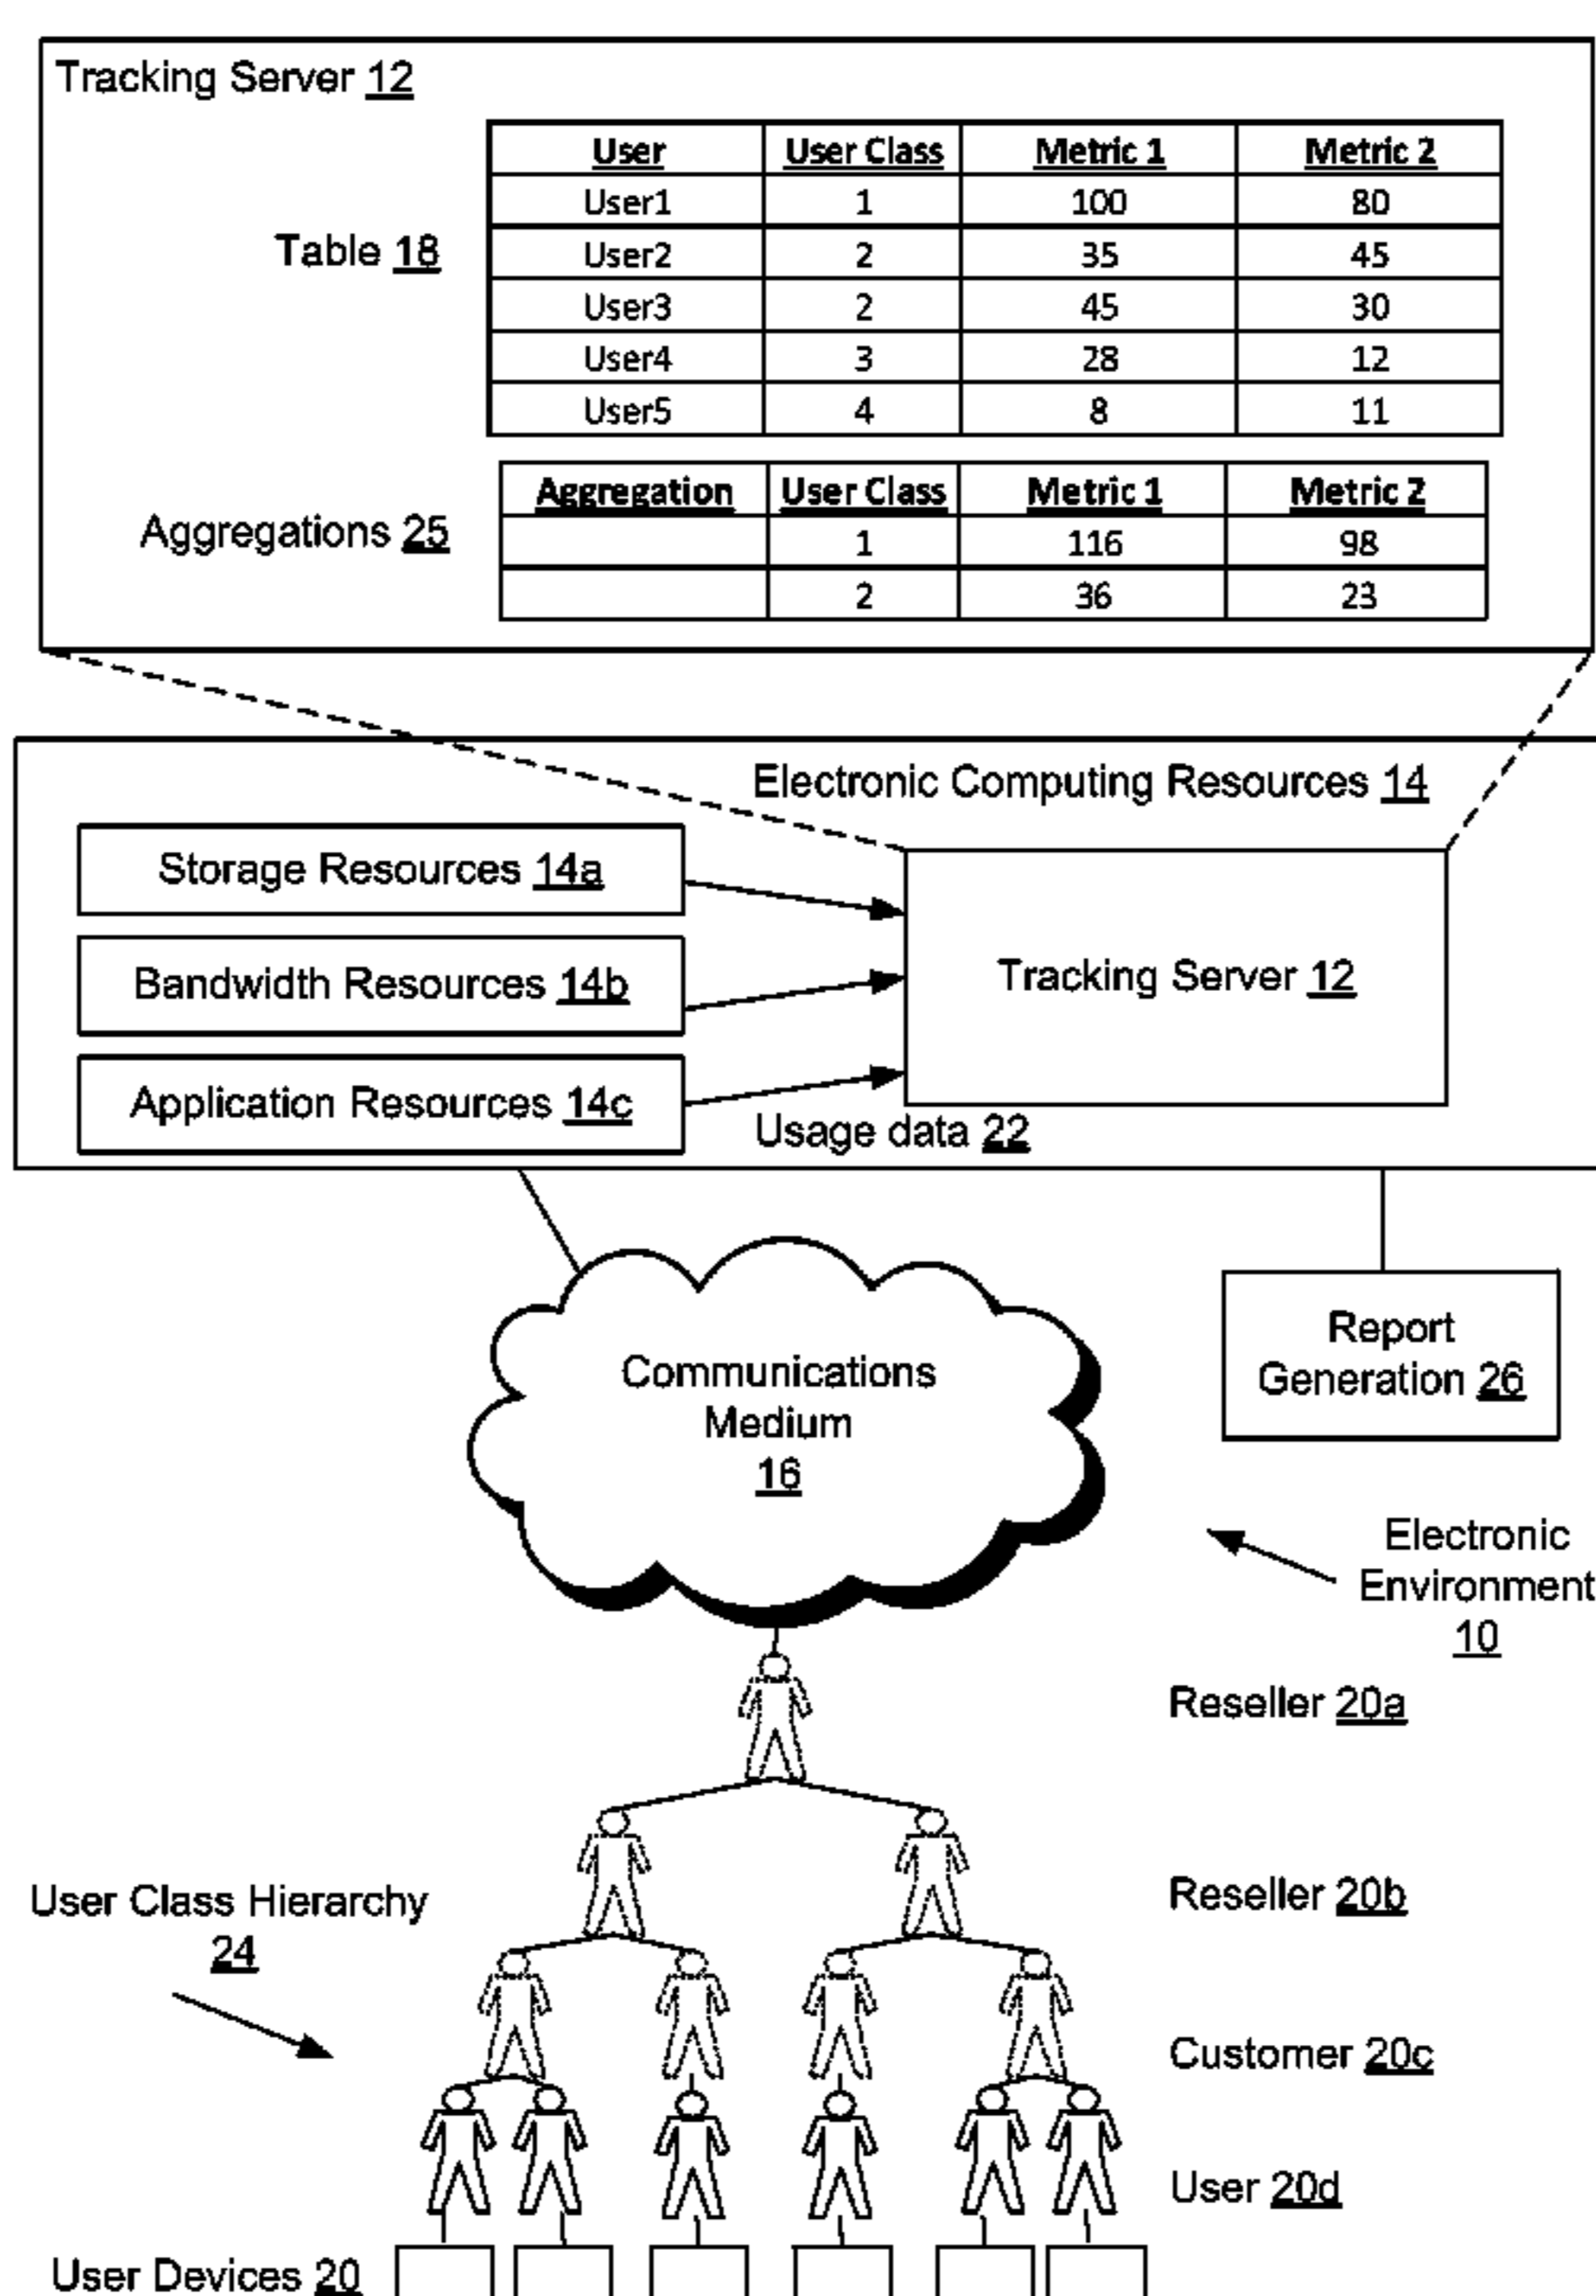 Tracking Server 12
User User Class Metric 1 Metric 2
User1 1 100 80
Table 18
User2 2 35 45
User3 2 45 30
User4 3 28 12
User5 4 8 11
Aggregation User Class Metric 1 Metric 2
Aggregations 25
1 116 98
2 36 23
Electronic Computing Resources 14
Storage Resources 14a
Bandwidth Resources 14b
Tracking Server 12
Application Resources 14c
Usage data 22
Communications
Medium
16
Report
Generation 26
Electronic
Environment
10
Reseller 20a
Reseller 20b
User Class Hierarchy
24
Customer 20c
User 20d
User Devices 20